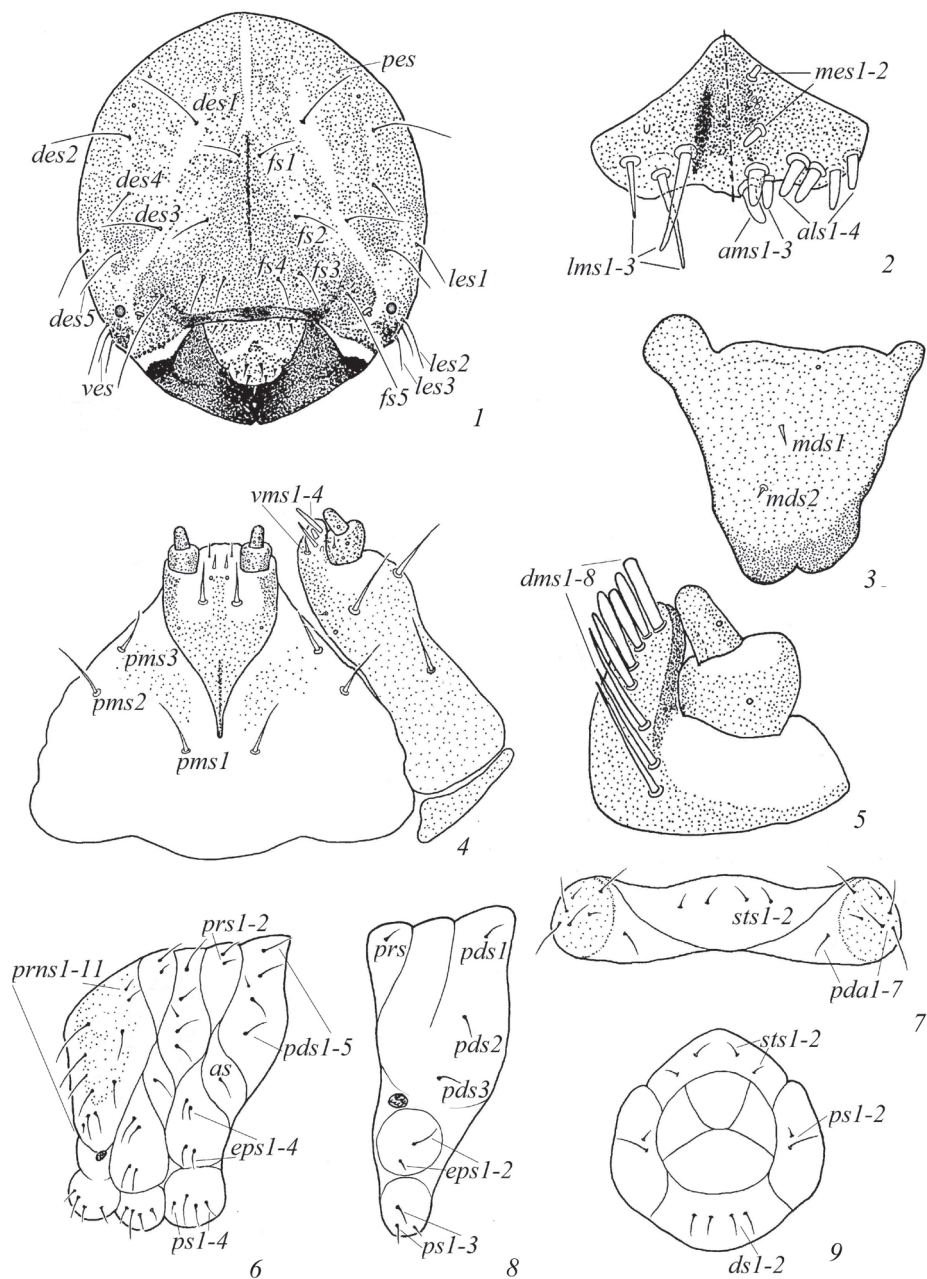 pes
des1
des2
fs1
des4
des3
fs2
fs4
fs3
les1
des5
les2
ves
les3
fs5
1
mes1-2
als1-4
ams1-3
lms1-3
2
mds1
mds2
3
vms1-4
pms3
pms2
pms1
4
dms1-8
5
prs1-2
prns1-11
pds1-5
as
eps1-4
ps1-4
6
sts1-2
pda1-7
7
prs
pds1
pds2
pds3
eps1-2
ps1-3
8
sts1-2
ps1-2
ds1-2
9